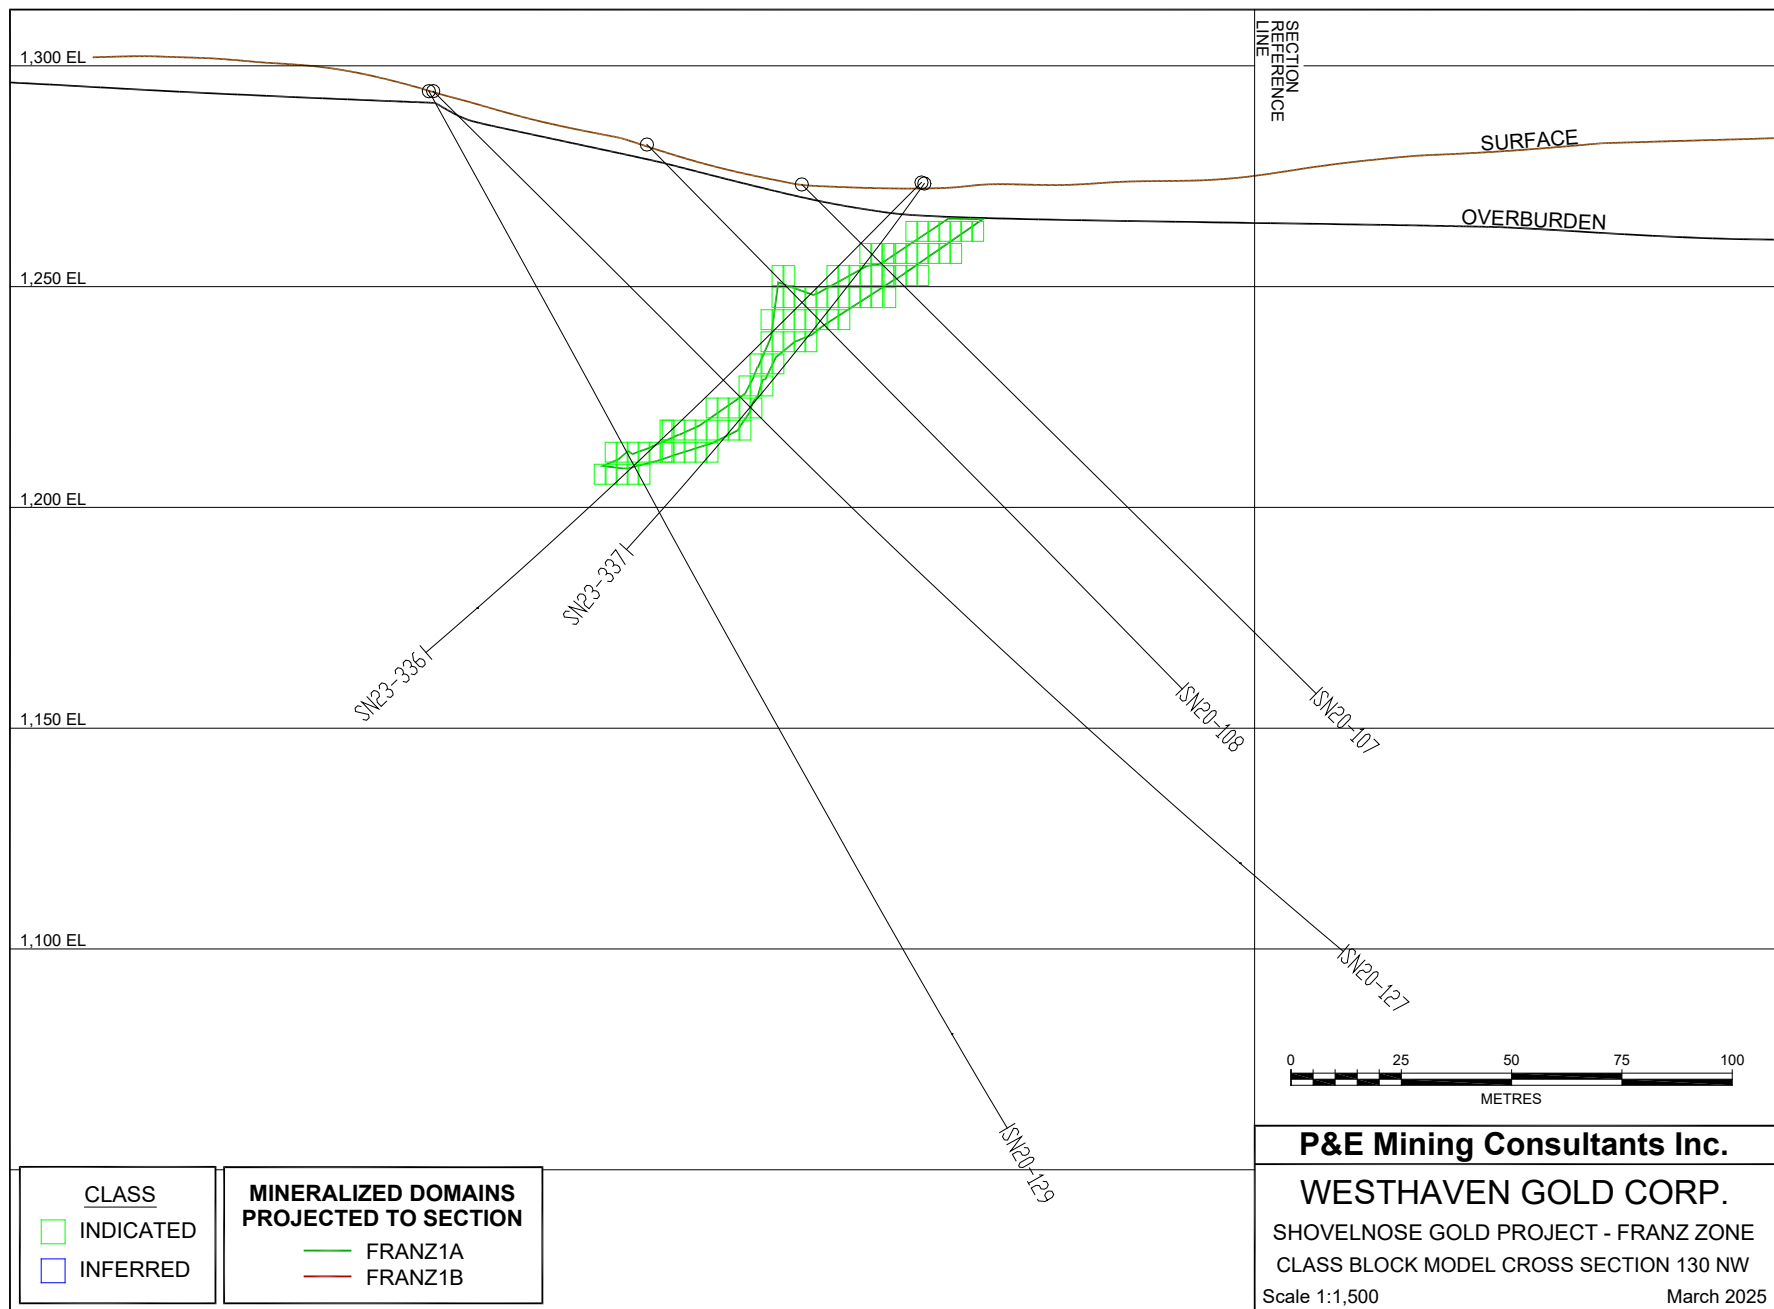 SECTION
REFERENCE
LINE
1,300 EL
SURFACE
OVERBURDEN
1,250 EL
1,200 EL
SN23-337
SN23-336
SN20-108
SN20-107
1,150 EL
1,100 EL
SN20-127
SN20-129
0 25 50 75 100
METRES
CLASS
INDICATED
INFERRED
MINERALIZED DOMAINS
PROJECTED TO SECTION
FRANZ1A
FRANZ1B
P&E Mining Consultants Inc.
WESTHAVEN GOLD CORP.
SHOVELNOSE GOLD PROJECT - FRANZ ZONE
CLASS BLOCK MODEL CROSS SECTION 130 NW
Scale 1:1,500 March 2025